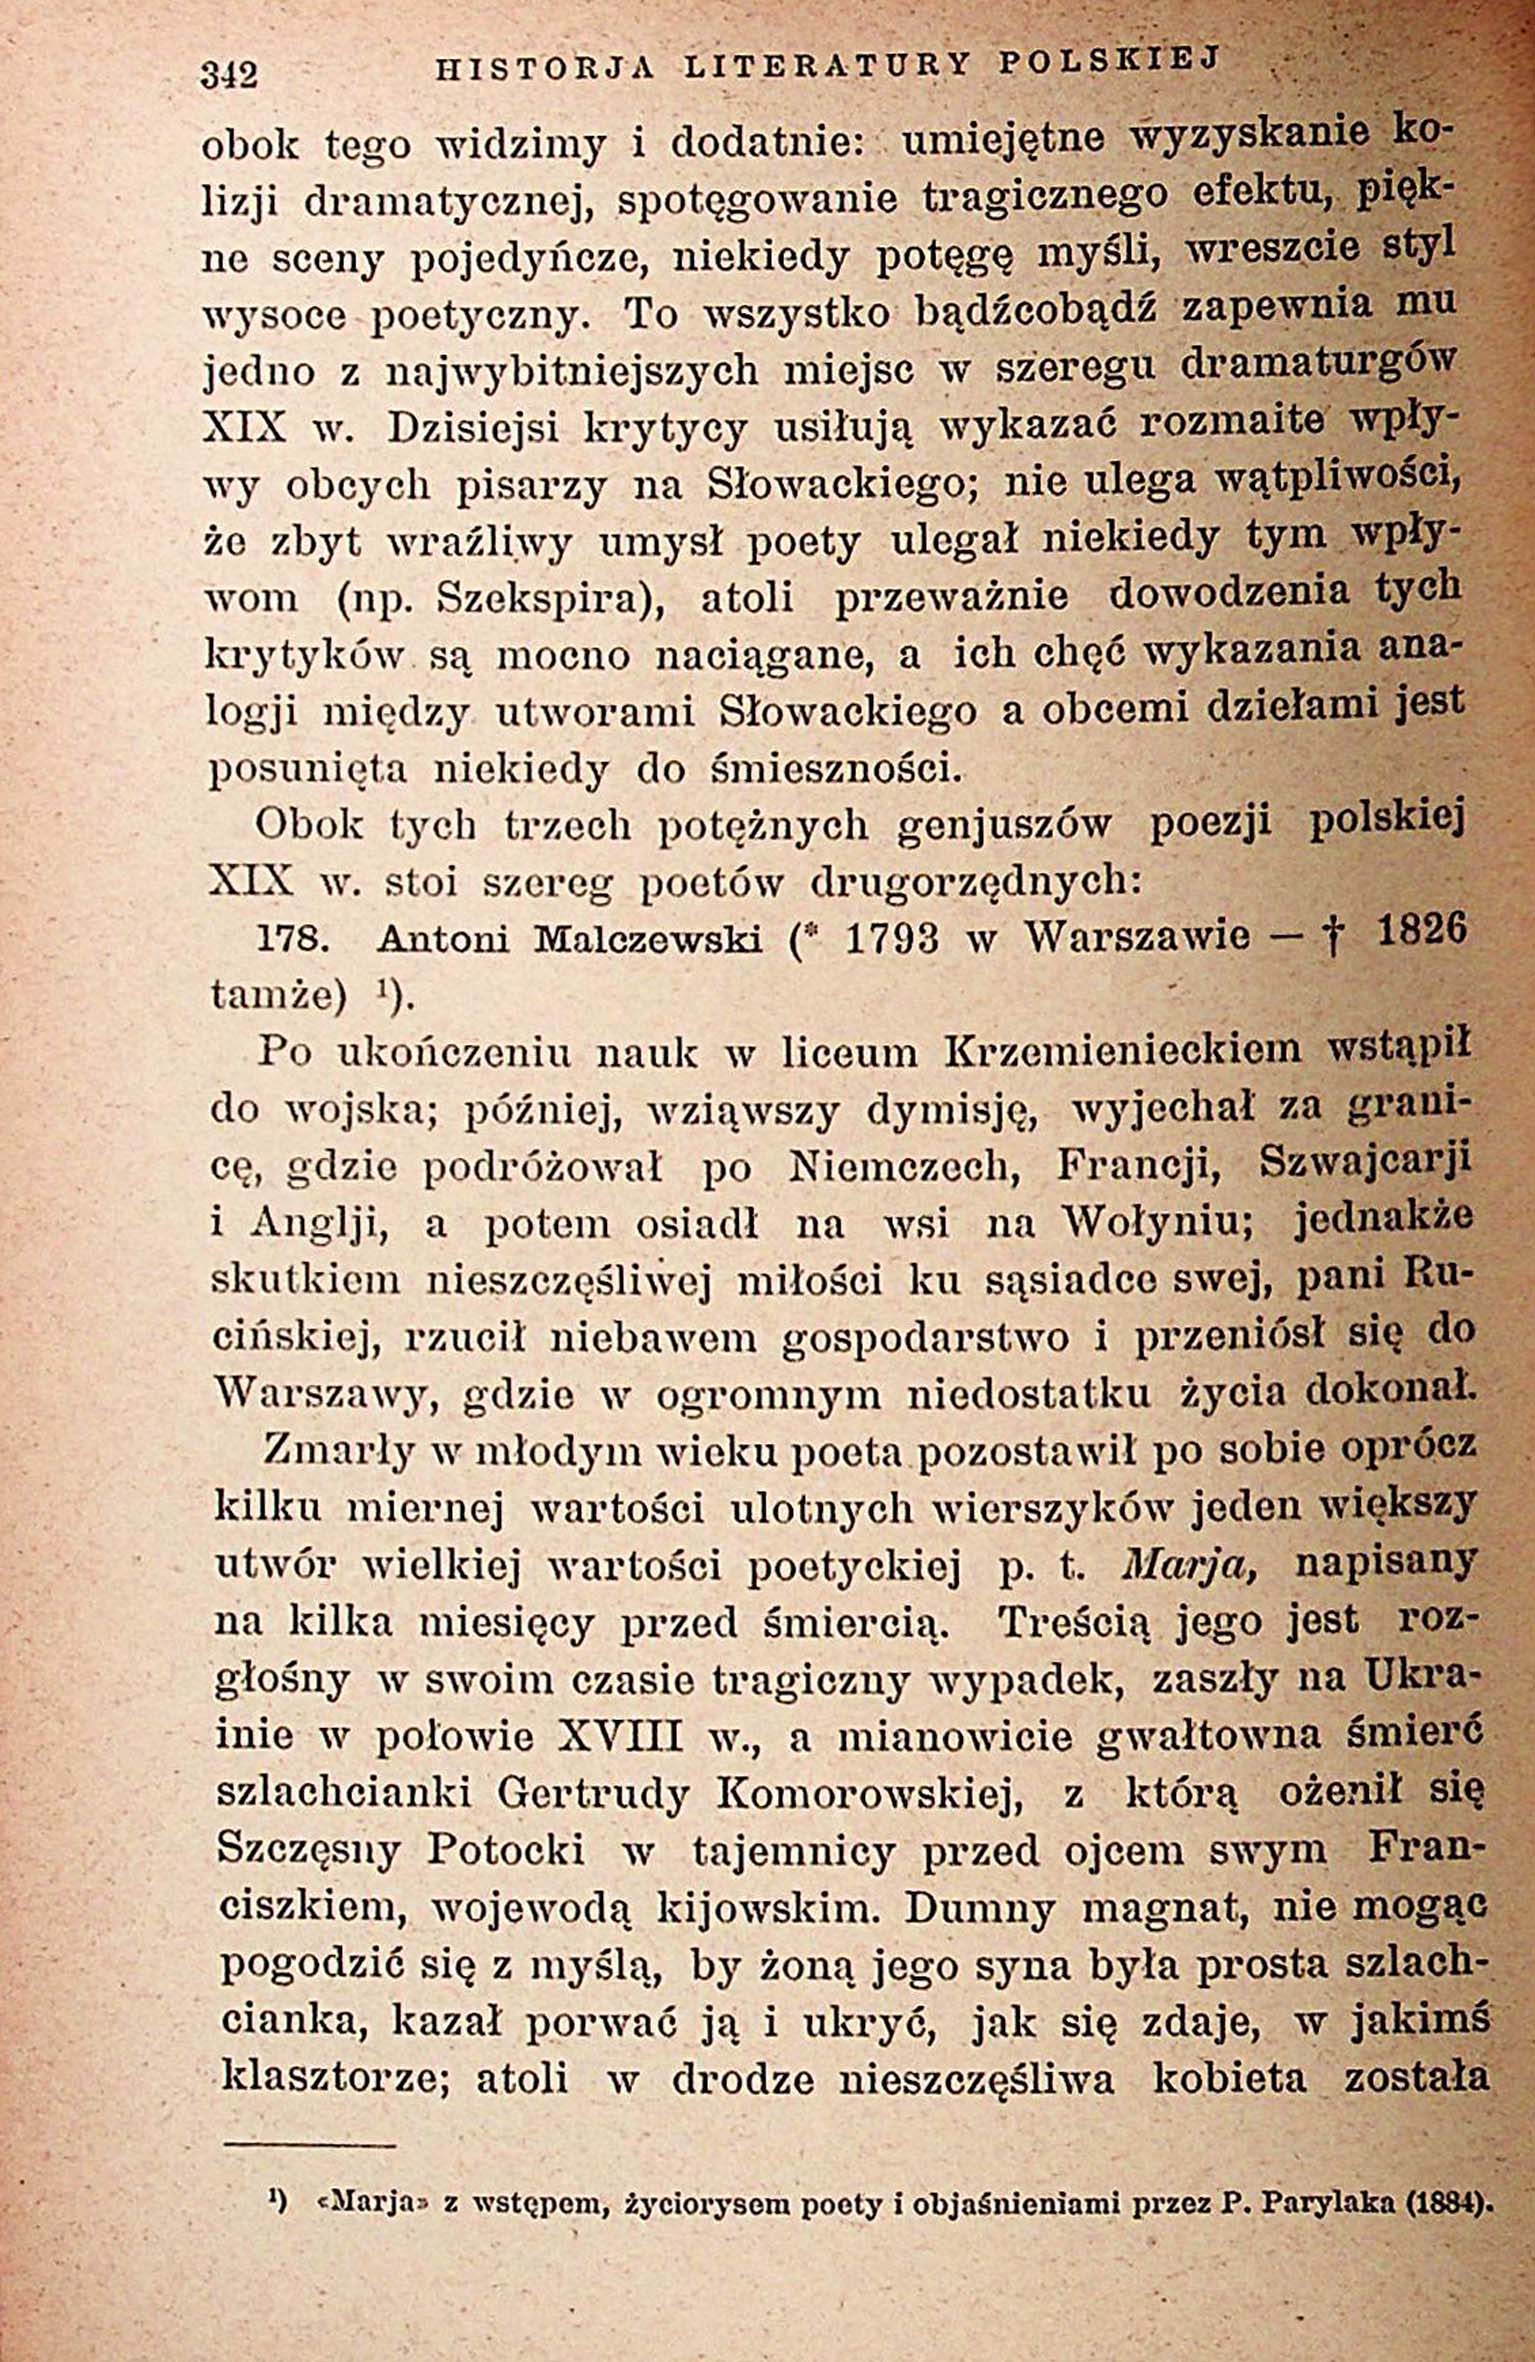 342 HISTORJA LITERATURY POLSKIEJ
obok tego widzimy i dodatnie: umiejętne wyzyskanie ko-
lizji dramatycznej, spotęgowanie tragicznego efektu, pięk-
ne sceny pojedyńcze, niekiedy potęgę myśli, wreszcie styl
wysoce poetyczny. To wszystko bądźcobądź zapewnia mu
jedno z najwybitniejszych miejsc w szeregu dramaturgów
XIX w. Dzisiejsi krytycy usiłują wykazać rozmaite wpły-
wy obcych pisarzy na Słowackiego; nie ulega wątpliwości,
że zbyt wraźliwy umysł poety ulegał niekiedy tym wpły-
wom (np. Szekspira), atoli przeważnie dowodzenia tych
krytyków są mocno naciągane, a ich chęć wykazania ana-
logji między utworami Słowackiego a obcemi dziełami jest
posunięta niekiedy do śmieszności.
Obok tych trzech potężnych genjuszów poezji polskiej
XIX w. stoi szereg poetów drugorzędnych:
178. Antoni Malczewski (* 1793 w Warszawie — † 1826
tamże) ¹).
Po ukończeniu nauk w liceum Krzemienieckiem wstąpił
do wojska; później, wziąwszy dymisję, wyjechał za grani-
cę, gdzie podróżował po Niemczech, Francji, Szwajcarji
i Anglji, a potem osiadł na wsi na Wołyniu; jednakże
skutkiem nieszczęśliwej miłości ku sąsiadce swej, pani Ru-
cińskiej, rzucił niebawem gospodarstwo i przeniósł się do
Warszawy, gdzie w ogromnym niedostatku życia dokonał.
Zmarły w młodym wieku poeta pozostawił po sobie oprócz
kilku miernej wartości ulotnych wierszyków jeden większy
utwór wielkiej wartości poetyckiej p. t. Marja, napisany
na kilka miesięcy przed śmiercią. Treścią jego jest roz-
głośny w swoim czasie tragiczny wypadek, zaszły na Ukra-
inie w połowie XVIII w., a mianowicie gwałtowna śmierć
szlachcianki Gertrudy Komorowskiej, z którą ożenił się
Szczęsny Potocki w tajemnicy przed ojcem swym Fran-
ciszkiem, wojewodą kijowskim. Dumny magnat, nie mogąc
pogodzić się z myślą, by żoną jego syna była prosta szlach-
cianka, kazał porwać ją i ukryć, jak się zdaje, w jakimś
klasztorze; atoli w drodze nieszczęśliwa kobieta została
¹) «Marja» z wstępem, życiorysem poety i objaśnieniami przez P. Parylaka (1884).